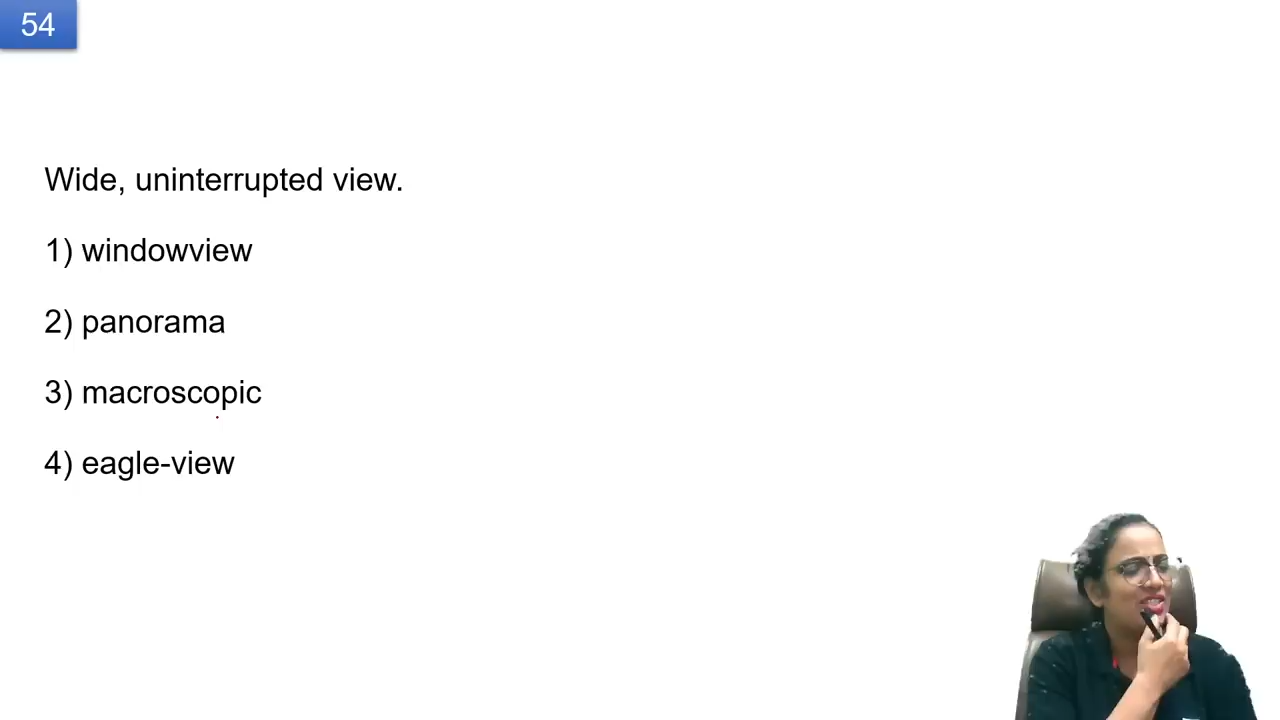 54
Wide, uninterrupted view.
1) windowview
2) panorama
3) macroscopic
4) eagle-view